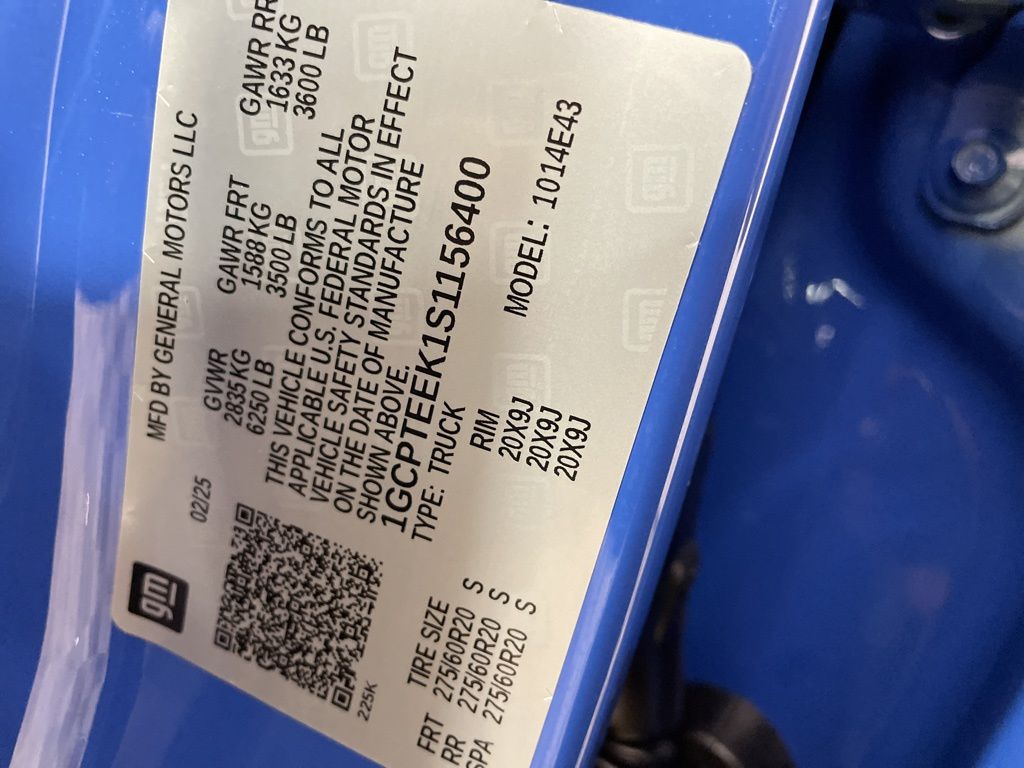 gm
MFD BY GENERAL MOTORS LLC
02/25
GVWR GAWR FRT GAWR RR
2835 KG 1588 KG 1633 KG
6250 LB 3500 LB 3600 LB
THIS VEHICLE CONFORMS TO ALL
APPLICABLE U.S. FEDERAL MOTOR
VEHICLE SAFETY STANDARDS IN EFFECT
ON THE DATE OF MANUFACTURE
SHOWN ABOVE.
1GCPTEEK1S1156400
TYPE: TRUCK MODEL: 1014E43
225K
TIRE SIZE RIM
FRT 275/60R20 S 20X9J
RR 275/60R20 S 20X9J
SPA 275/60R20 S 20X9J